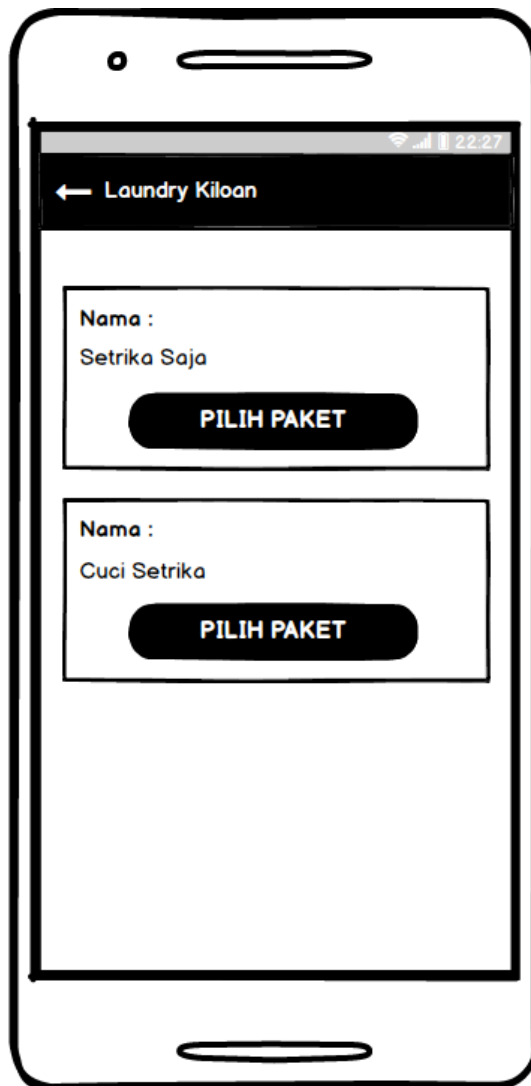 22:27
Laundry Kiloan
Nama :
Setrika Saja
PILIH PAKET
Nama :
Cuci Setrika
PILIH PAKET